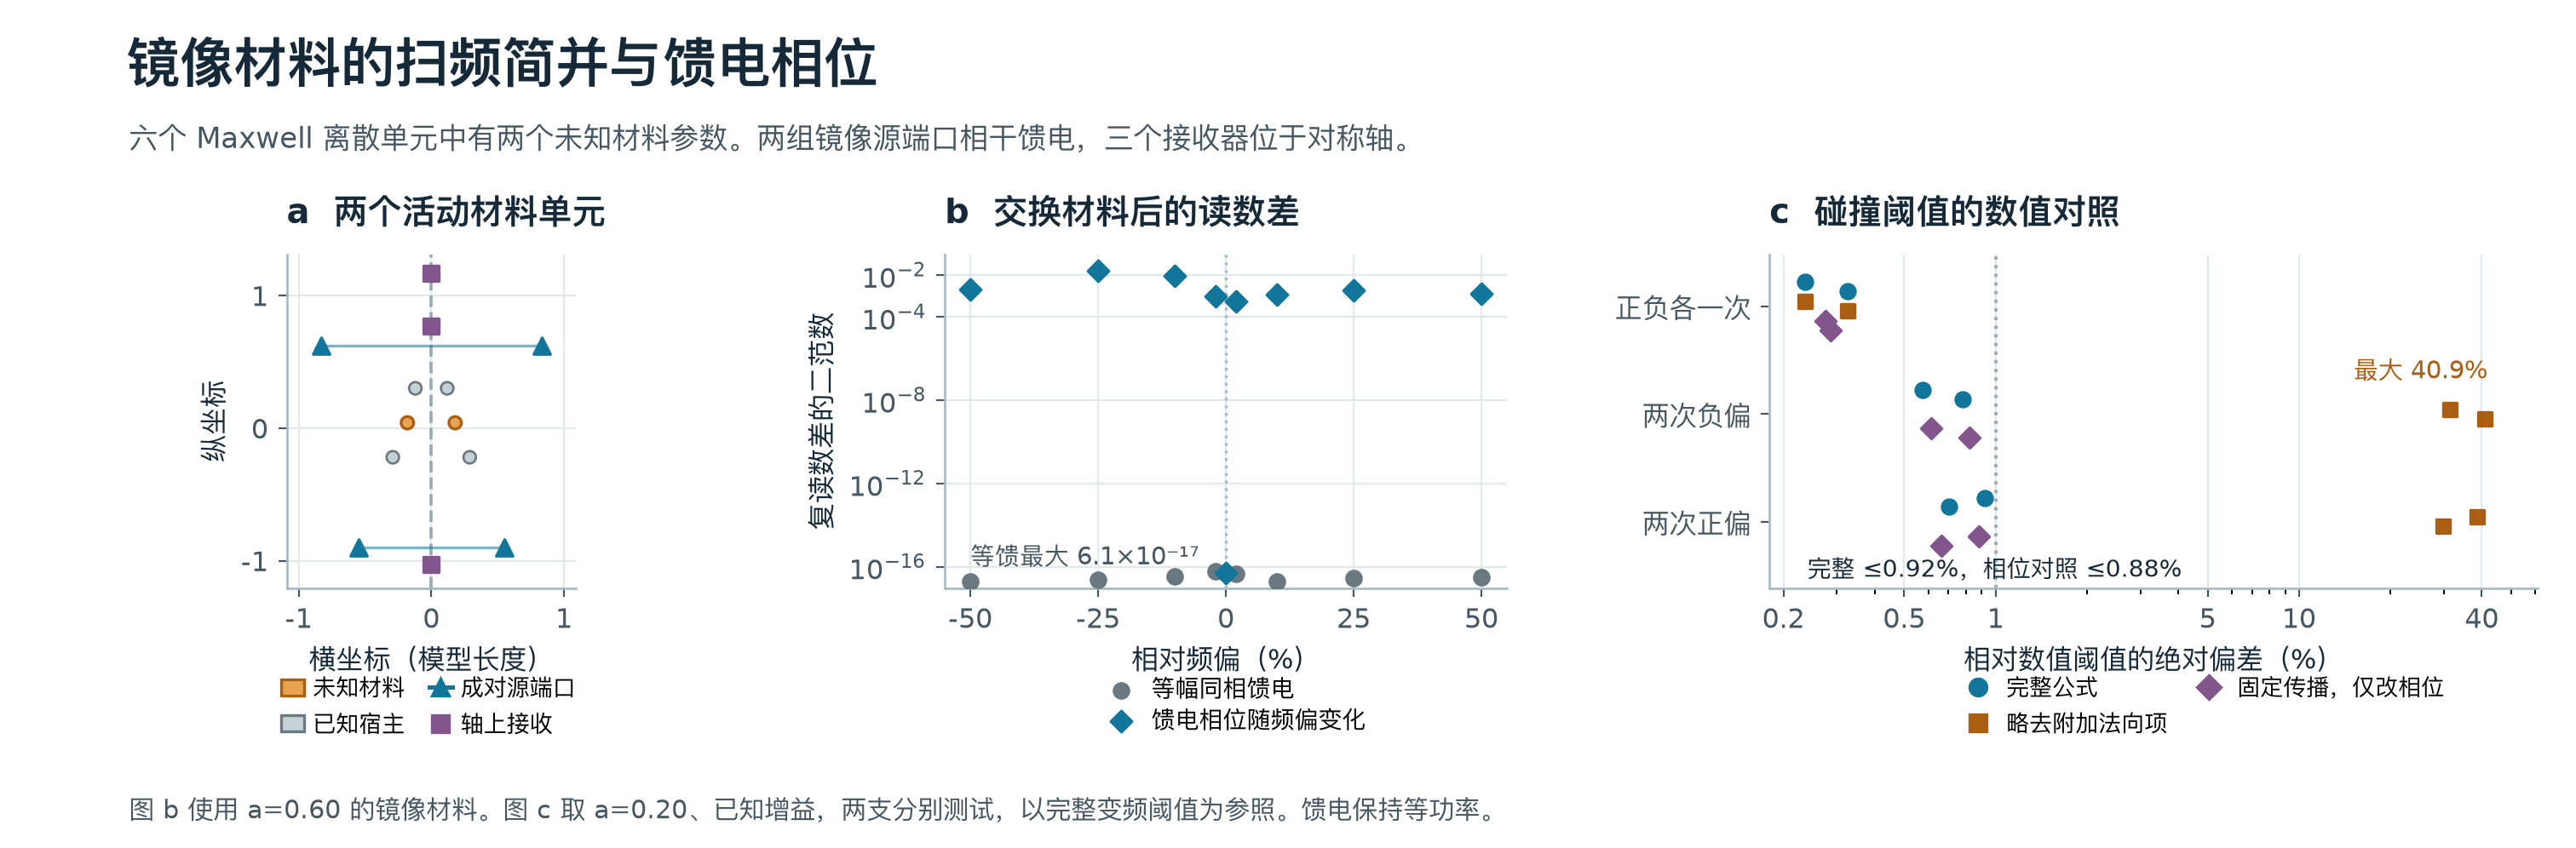 镜像材料的扫频简并与馈电相位
六个 Maxwell 离散单元中有两个未知材料参数。两组镜像源端口相干馈电，三个接收器位于对称轴。
a 两个活动材料单元
纵坐标
1
0
-1
-1 0 1
横坐标（模型长度）
未知材料 成对源端口
已知宿主 轴上接收
b 交换材料后的读数差
复读数差的二范数
10⁻²
10⁻⁴
10⁻⁸
10⁻¹²
10⁻¹⁶
等馈最大 6.1×10⁻¹⁷
-50 -25 0 25 50
相对频偏（%）
等幅同相馈电
馈电相位随频偏变化
c 碰撞阈值的数值对照
正负各一次
两次负偏
两次正偏
最大 40.9%
完整 ≤0.92%，相位对照 ≤0.88%
0.2 0.5 1 5 10 40
相对数值阈值的绝对偏差（%）
完整公式 固定传播，仅改相位
略去附加法向项
图 b 使用 a=0.60 的镜像材料。图 c 取 a=0.20、已知增益，两支分别测试，以完整变频阈值为参照。馈电保持等功率。